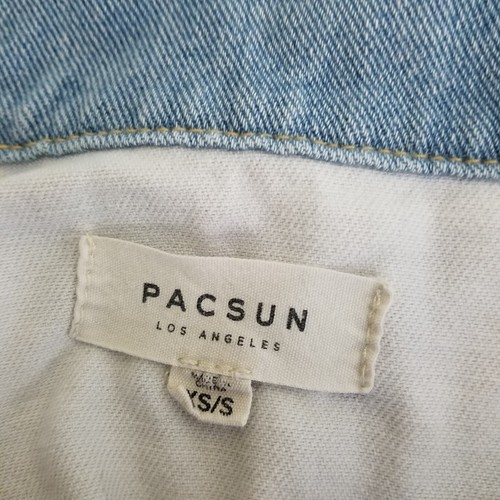 PACSUN
LOS ANGELES
MADE IN
CHINA
XS/S